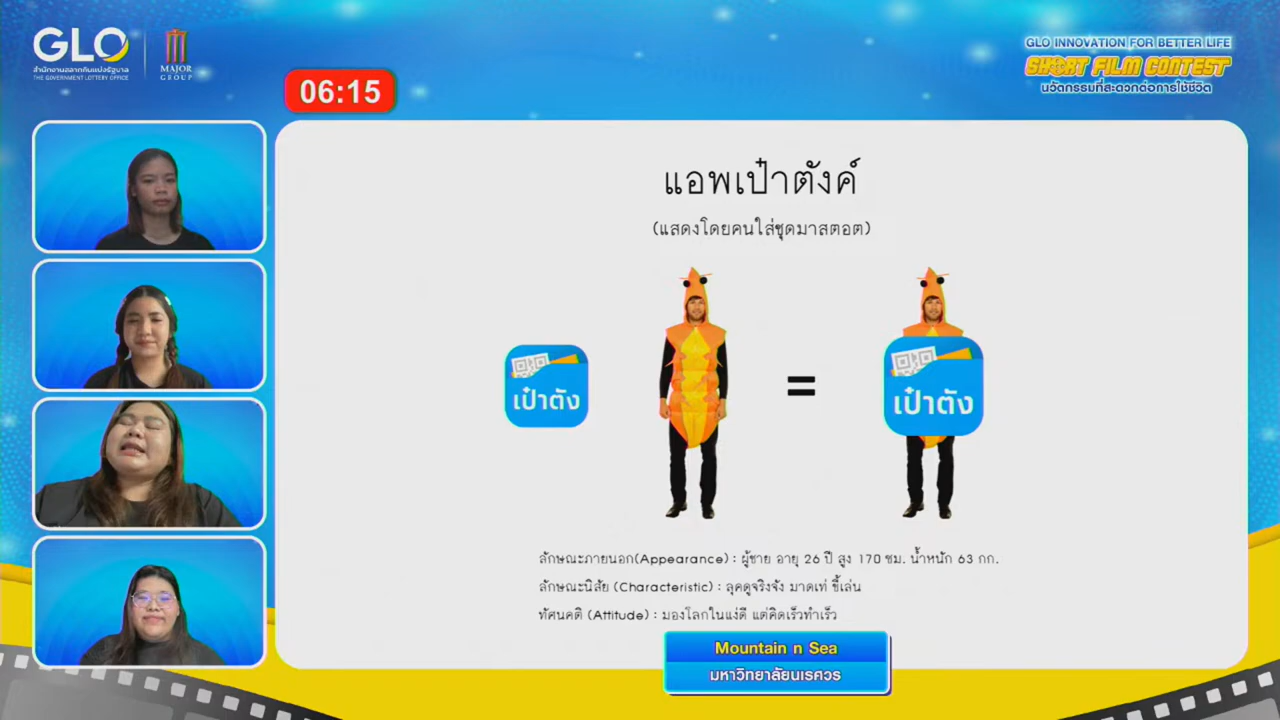 GLO
สำนักงานสลากกินแบ่งรัฐบาล
THE GOVERNMENT LOTTERY OFFICE
MAJOR
GROUP
GLO INNOVATION FOR BETTER LIFE
SHORT FILM CONTEST
นวัตกรรมที่สะดวกต่อการใช้ชีวิต
06:15
แอพเป๋าตังค์
(แสดงโดยคนใส่ชุดมาสตอต)
เป๋าตัง
=
เป๋าตัง
ลักษณะภายนอก(Appearance) : ผู้ชาย อายุ 26 ปี สูง 170 ซม. น้ำหนัก 63 กก.
ลักษณะนิสัย (Characteristic) : ลุคดูจริงจัง มาดเท่ ขี้เล่น
ทัศนคติ (Attitude) : มองโลกในแง่ดี แต่คิดเร็วทำเร็ว
Mountain n Sea
มหาวิทยาลัยนเรศวร